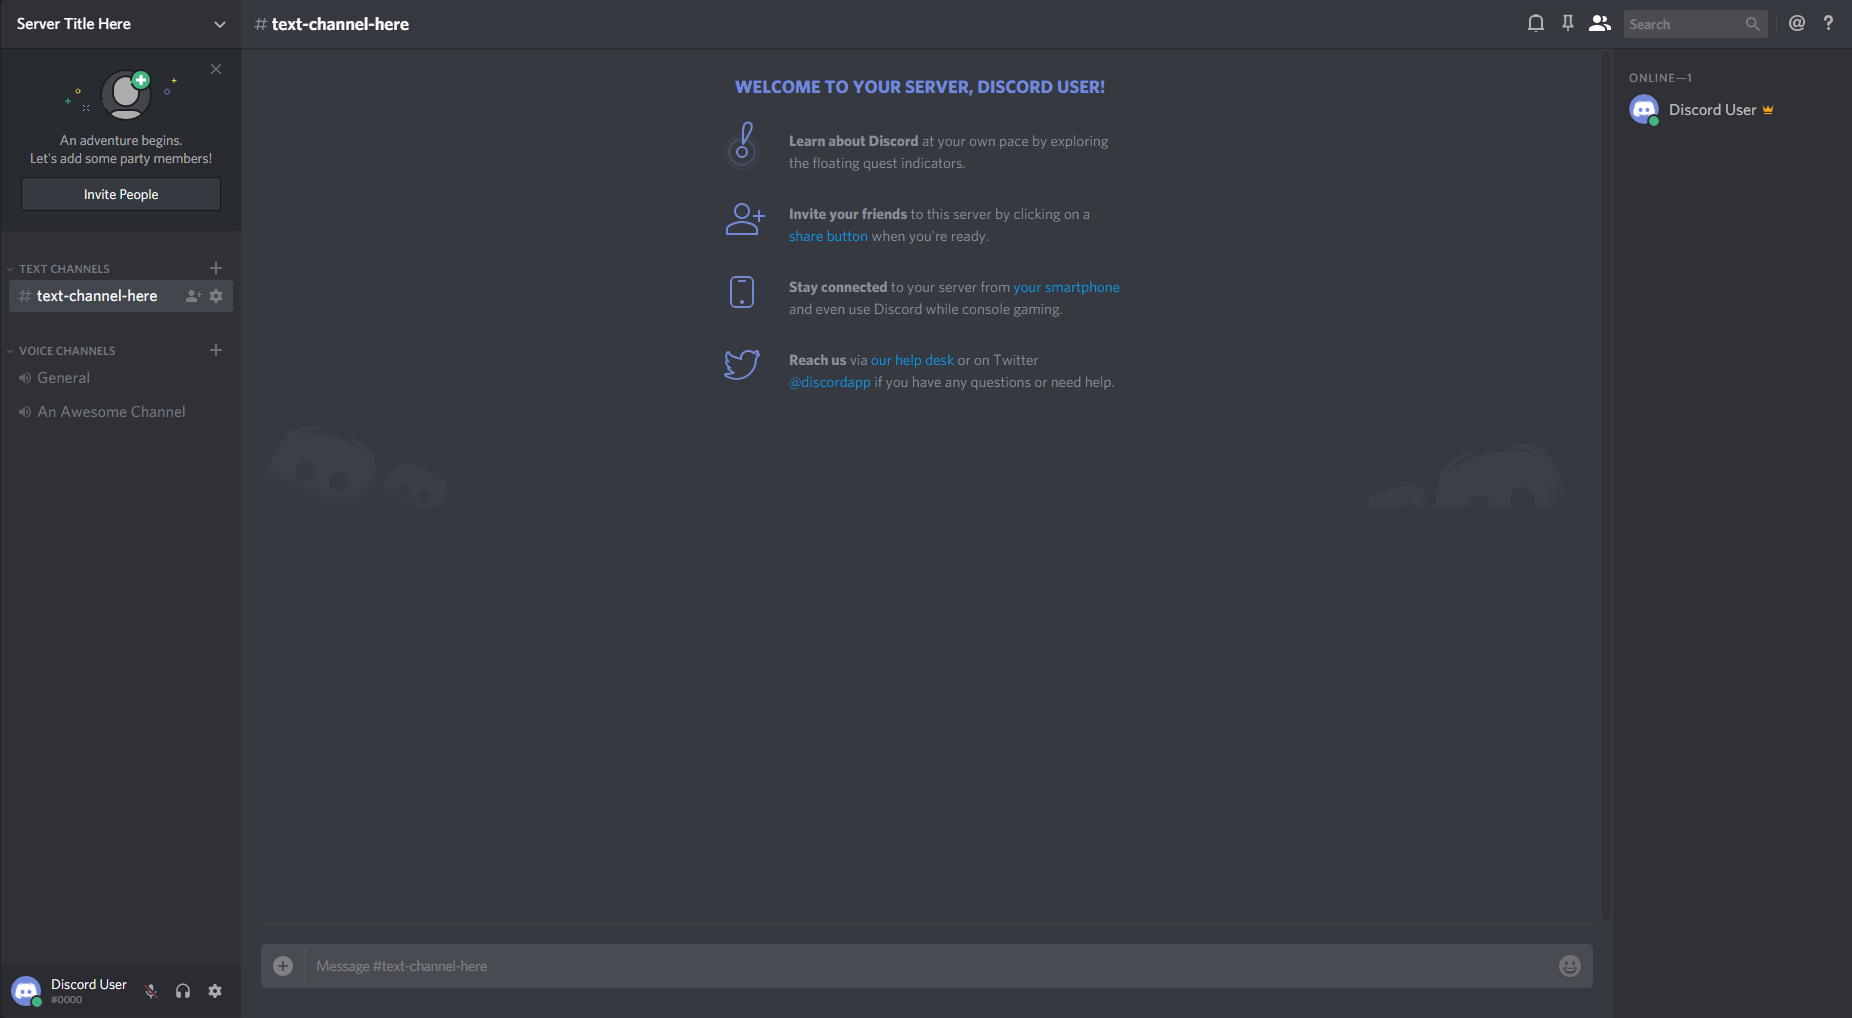 Server Title Here
An adventure begins.
Let's add some party members!
Invite People
TEXT CHANNELS
# text-channel-here
VOICE CHANNELS
General
An Awesome Channel
Discord User
#0000
# text-channel-here
Search
@ ?
WELCOME TO YOUR SERVER, DISCORD USER!
Learn about Discord at your own pace by exploring
the floating quest indicators.
Invite your friends to this server by clicking on a
share button when you're ready.
Stay connected to your server from your smartphone
and even use Discord while console gaming.
Reach us via our help desk or on Twitter
@discordapp if you have any questions or need help.
Message #text-channel-here
ONLINE—1
Discord User